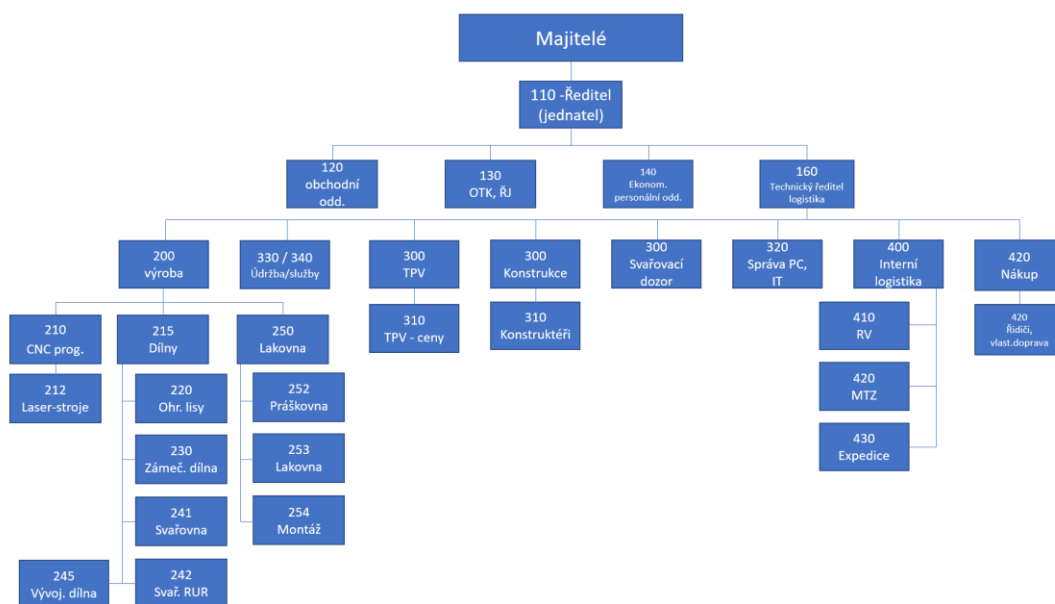 Majitelé
110 -Ředitel
(jednatel)
120
obchodní
odd.
130
OTK, ŘJ
140
Ekonom.
personální odd.
160
Technický ředitel
logistika
200
výroba
330 / 340
Údržba/služby
300
TPV
300
Konstrukce
300
Svařovací
dozor
320
Správa PC,
IT
400
Interní
logistika
420
Nákup
310
TPV - ceny
310
Konstruktéři
410
RV
420
Řidiči,
vlast.doprava
210
CNC prog.
215
Dílny
250
Lakovna
212
Laser-stroje
220
Ohr. lisy
252
Práškovna
420
MTZ
230
Zámeč. dílna
253
Lakovna
430
Expedice
241
Svařovna
254
Montáž
245
Vývoj. dílna
242
Svař. RUR